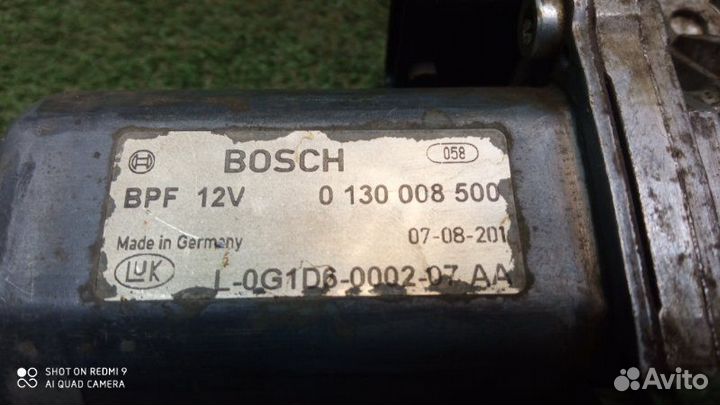 BOSCH
058
BPF 12V 0 130 008 500
Made in Germany 07-08-201
LUK L-0G1D6-0002-07 AA
SHOT ON REDMI 9
AI QUAD CAMERA
Avito